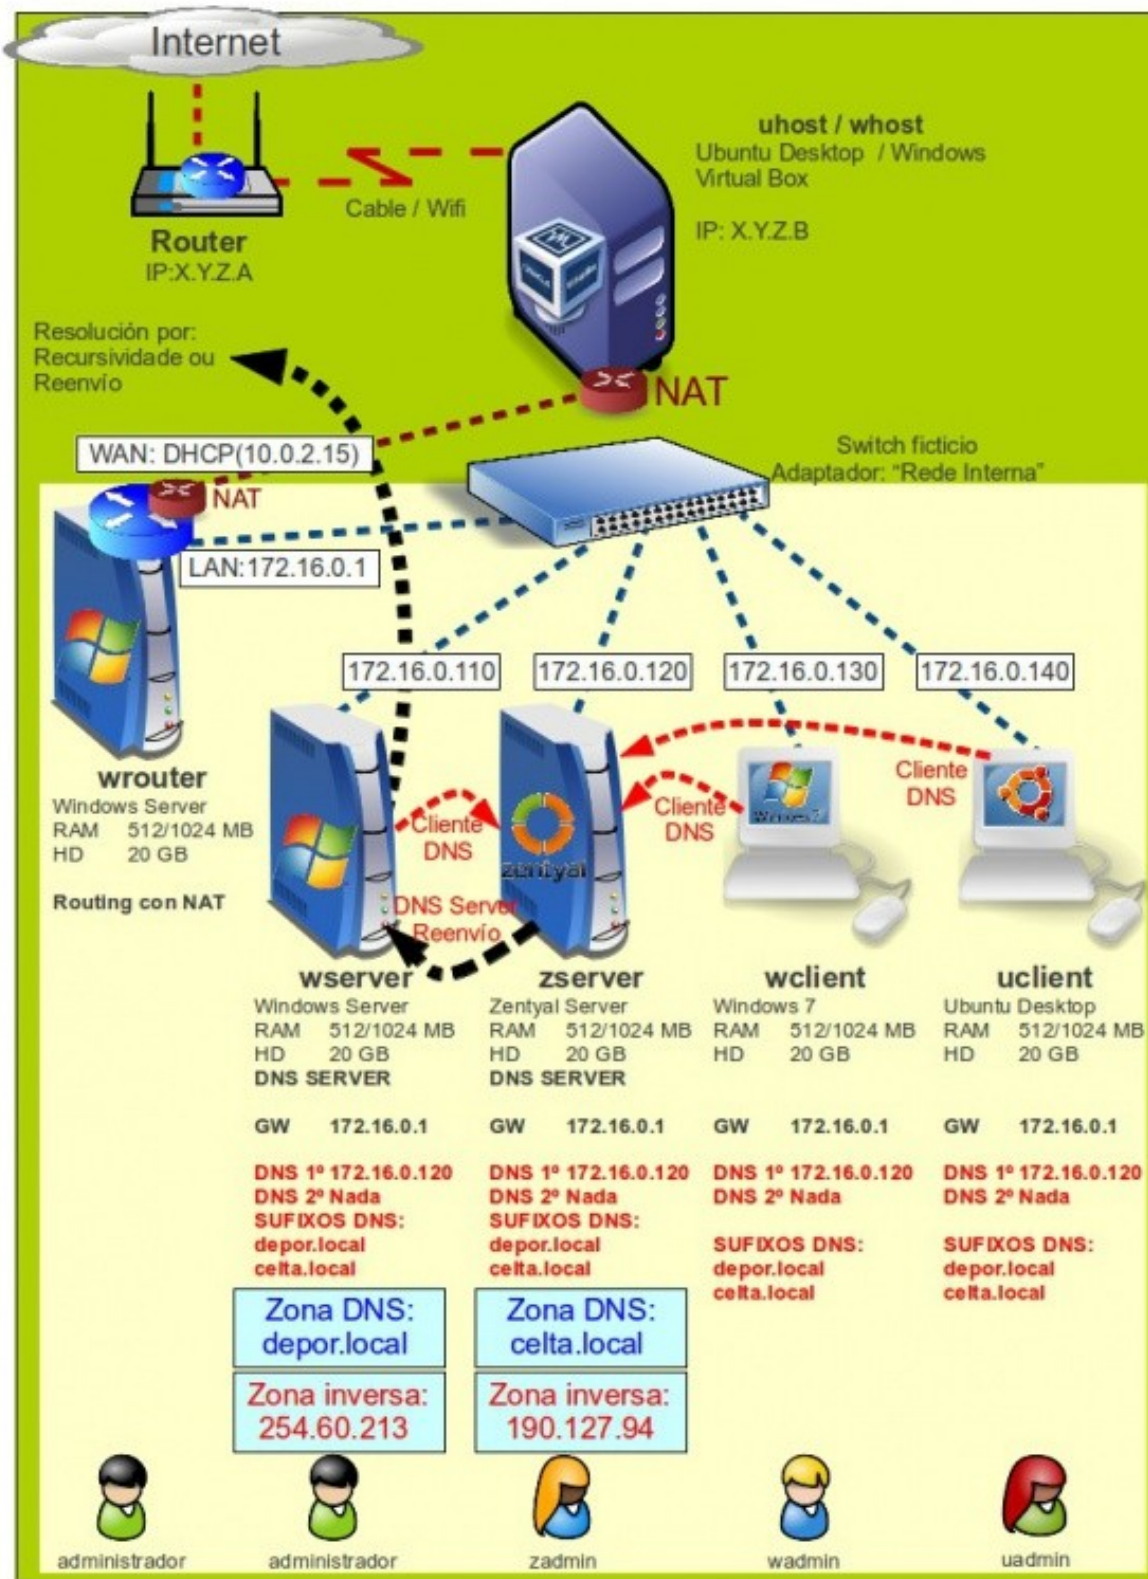 Internet
uhost / whost
Ubuntu Desktop / Windows
Virtual Box
IP: X.Y.Z.B
Cable / Wifi
Router
IP:X.Y.Z.A
Resolución por:
Recursividade ou
Reenvío
NAT
WAN: DHCP(10.0.2.15)
Switch ficticio
Adaptador: “Rede Interna”
NAT
LAN:172.16.0.1
172.16.0.110
172.16.0.120
172.16.0.130
172.16.0.140
wrouter
Windows Server
RAM 512/1024 MB
HD 20 GB
Routing con NAT
Cliente
DNS
Cliente
DNS
Cliente
DNS
Windows 7
zentyal
DNS Server
Reenvío
wserver
Windows Server
RAM 512/1024 MB
HD 20 GB
DNS SERVER
GW 172.16.0.1
DNS 1º 172.16.0.120
DNS 2º Nada
SUFIXOS DNS:
depor.local
celta.local
Zona DNS:
depor.local
Zona inversa:
254.60.213
zserver
Zentyal Server
RAM 512/1024 MB
HD 20 GB
DNS SERVER
GW 172.16.0.1
DNS 1º 172.16.0.120
DNS 2º Nada
SUFIXOS DNS:
depor.local
celta.local
Zona DNS:
celta.local
Zona inversa:
190.127.94
wclient
Windows 7
RAM 512/1024 MB
HD 20 GB
GW 172.16.0.1
DNS 1º 172.16.0.120
DNS 2º Nada
SUFIXOS DNS:
depor.local
celta.local
uclient
Ubuntu Desktop
RAM 512/1024 MB
HD 20 GB
GW 172.16.0.1
DNS 1º 172.16.0.120
DNS 2º Nada
SUFIXOS DNS:
depor.local
celta.local
administrador
administrador
zadmin
wadmin
uadmin